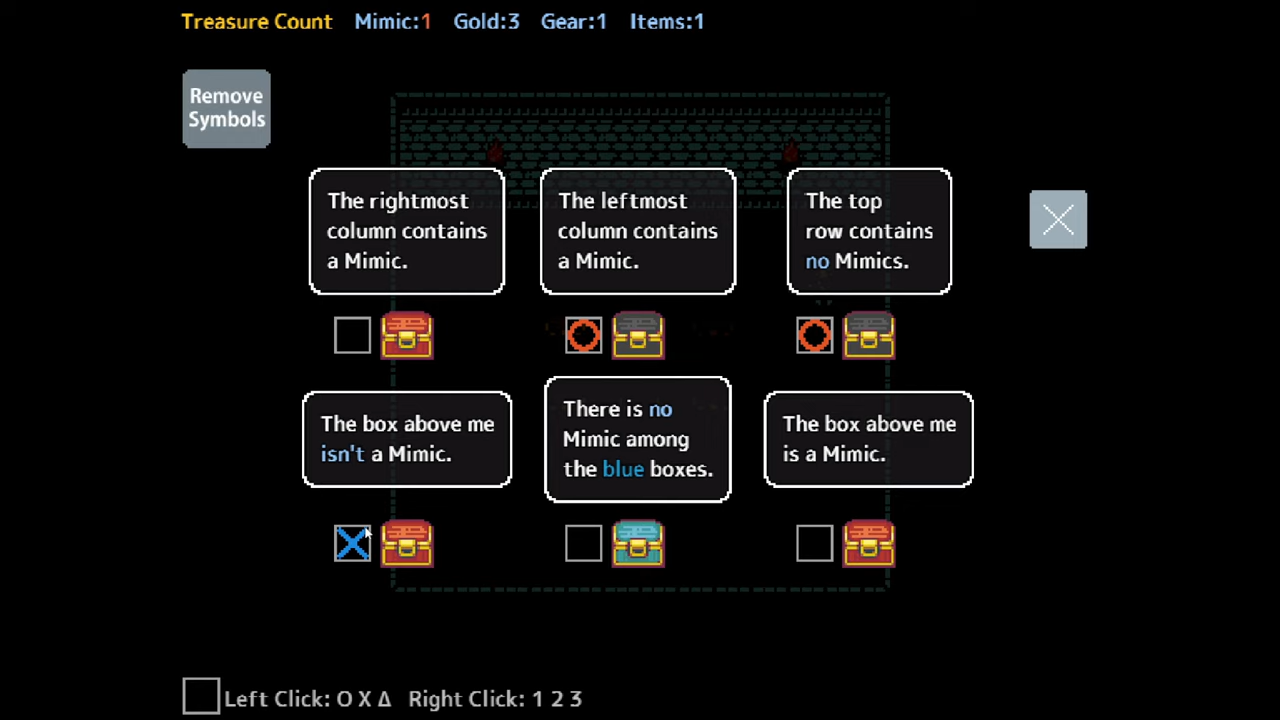 Treasure Count Mimic:1 Gold:3 Gear:1 Items:1
Remove
Symbols
The rightmost
column contains
a Mimic.
The leftmost
column contains
a Mimic.
The top
row contains
no Mimics.
The box above me
isn't a Mimic.
There is no
Mimic among
the blue boxes.
The box above me
is a Mimic.
Left Click: O X Δ Right Click: 1 2 3